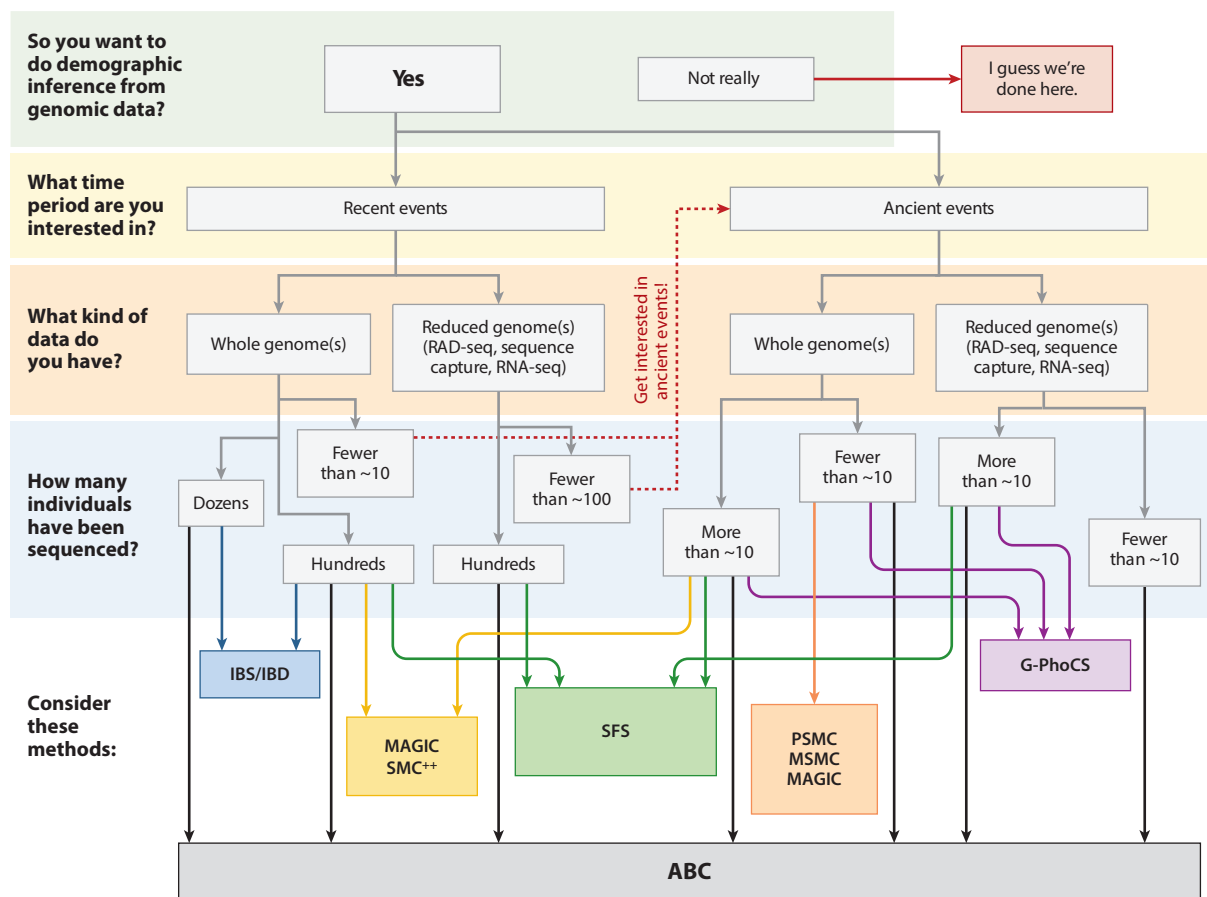 So you want to
do demographic
inference from
genomic data?
Yes
Not really
I guess we're
done here.
What time
period are you
interested in?
Recent events
Ancient events
What kind of
data do
you have?
Whole genome(s)
Reduced genome(s)
(RAD-seq, sequence
capture, RNA-seq)
Get interested in
ancient events!
Whole genome(s)
Reduced genome(s)
(RAD-seq, sequence
capture, RNA-seq)
How many
individuals
have been
sequenced?
Dozens
Fewer
than ~10
Hundreds
Hundreds
Fewer
than ~100
More
than ~10
Fewer
than ~10
More
than ~10
Fewer
than ~10
Consider
these
methods:
IBS/IBD
MAGIC
SMC++
SFS
PSMC
MSMC
MAGIC
G-PhoCS
ABC